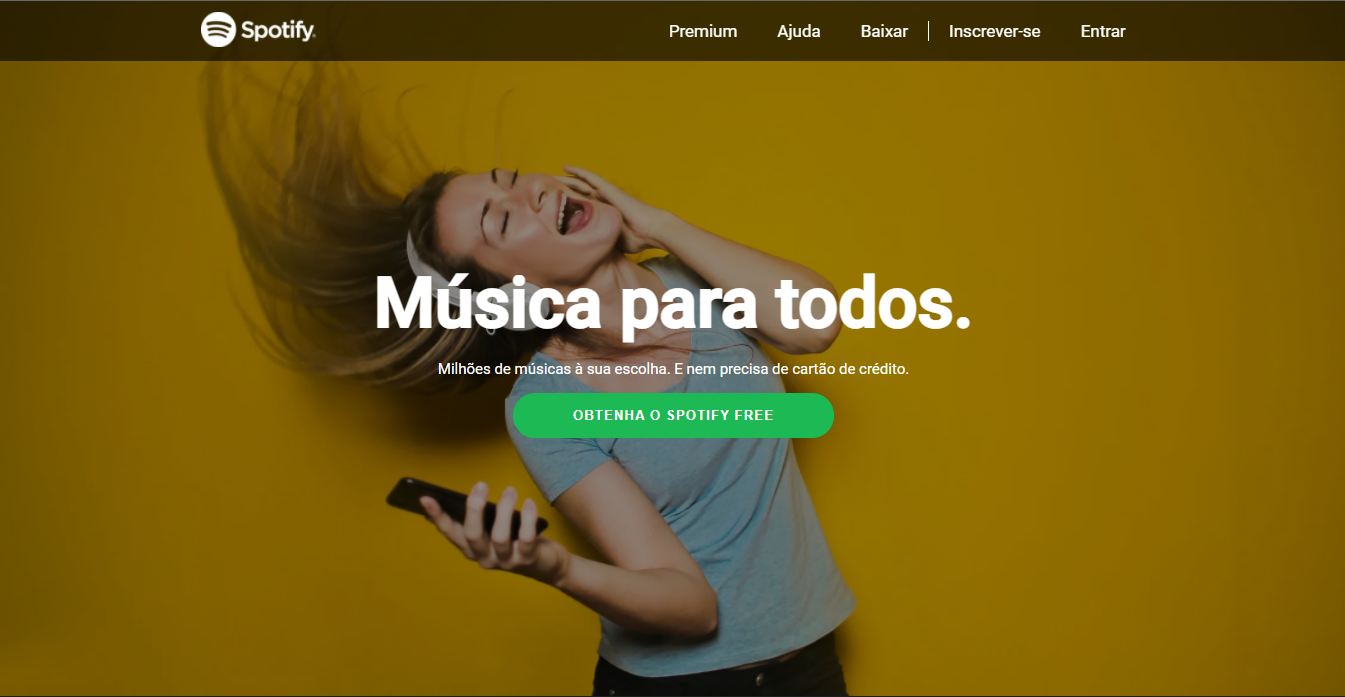 Spotify
Premium Ajuda Baixar Inscrever-se Entrar
Música para todos.
Milhões de músicas à sua escolha. E nem precisa de cartão de crédito.
OBTENHA O SPOTIFY FREE